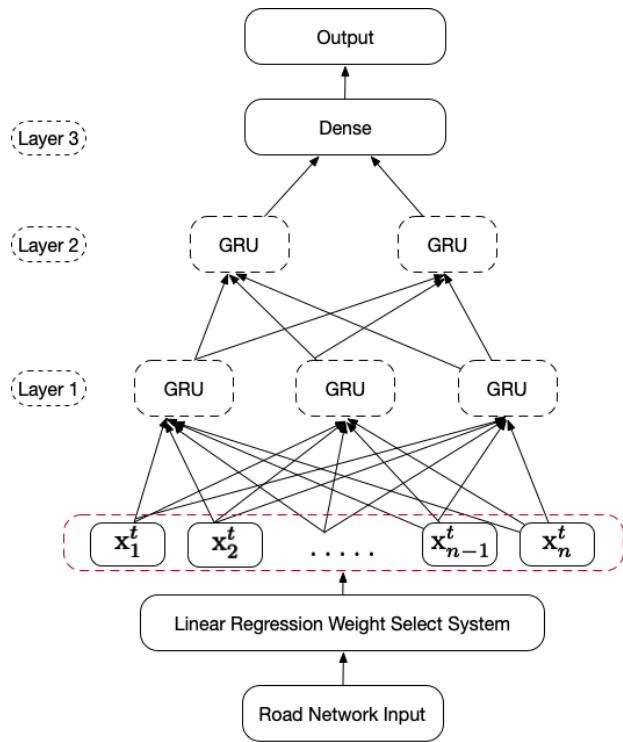 Output
Layer 3
Dense
Layer 2
GRU
GRU
Layer 1
GRU
GRU
GRU
x_1^t
x_2^t
.....
x_{n-1}^t
x_n^t
Linear Regression Weight Select System
Road Network Input